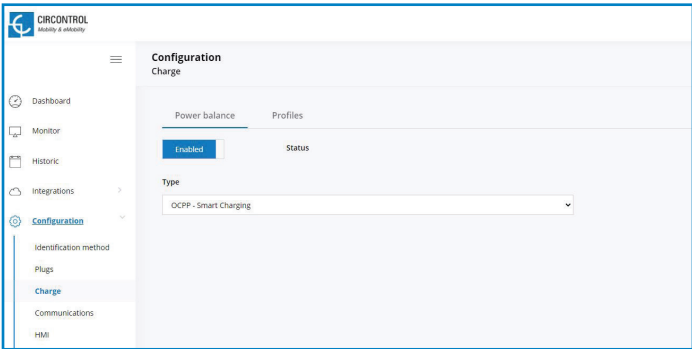 CIRCONTROL
Mobility & eMobility
Configuration
Charge
Dashboard
Monitor
Historic
Integrations
Configuration
Identification method
Plugs
Charge
Communications
HMI
Power balance
Profiles
Enabled
Status
Type
OCPP - Smart Charging